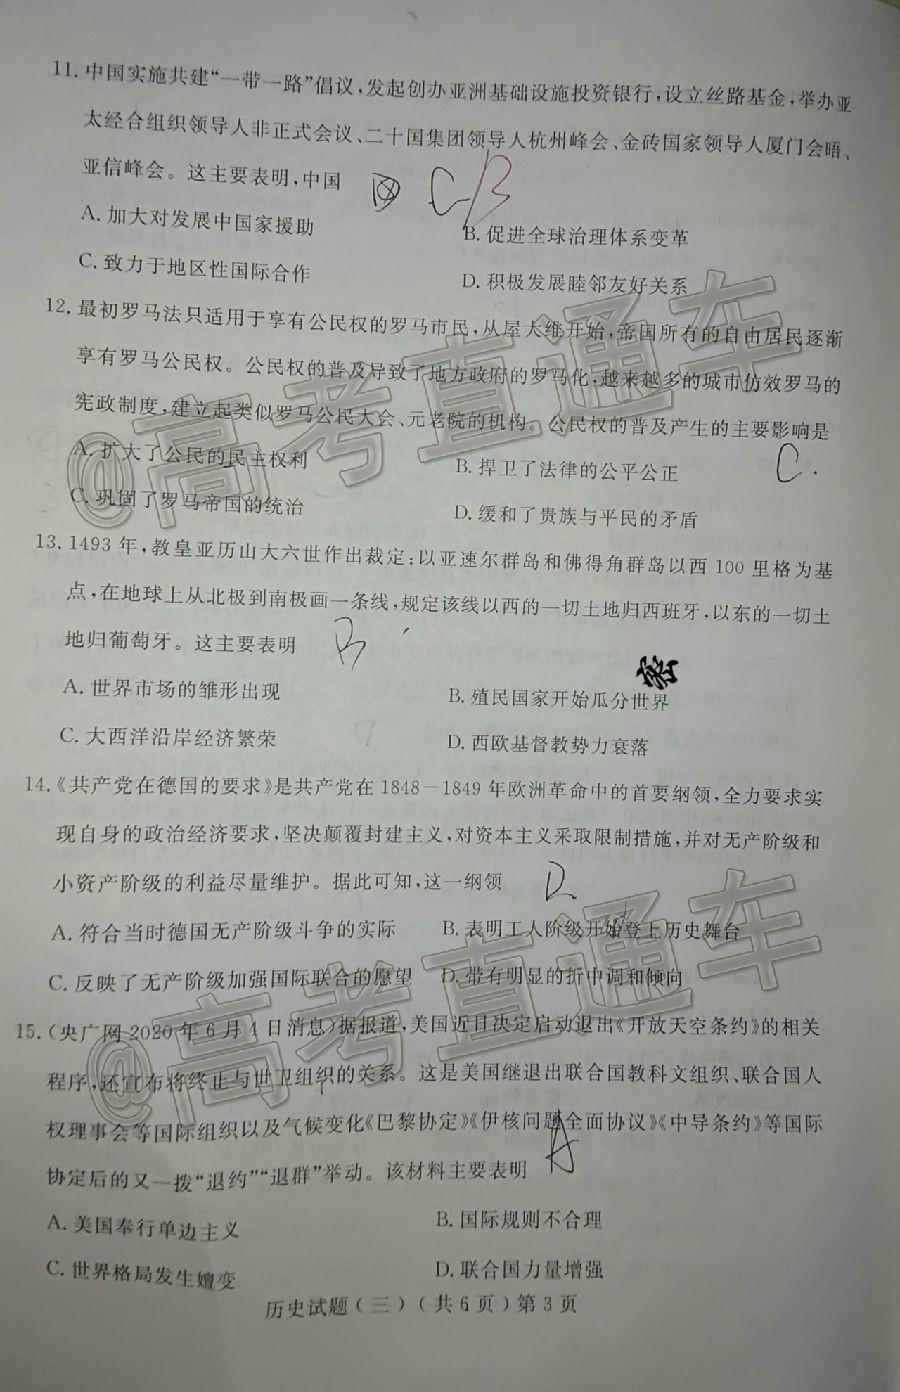 11. 中国实施共建“一带一路”倡议，发起创办亚洲基础设施投资银行，设立丝路基金，举办亚
太经合组织领导人非正式会议、二十国集团领导人杭州峰会、金砖国家领导人厦门会晤、
亚信峰会。这主要表明，中国 C B
A. 加大对发展中国家援助 B. 促进全球治理体系变革
C. 致力于地区性国际合作 D. 积极发展睦邻友好关系
12. 最初罗马法只适用于享有公民权的罗马市民，从屋大维开始，帝国所有的自由居民逐渐
享有罗马公民权。公民权的普及导致了地方政府的罗马化，越来越多的城市仿效罗马的
宪政制度，建立起类似罗马公民大会、元老院的机构。公民权的普及产生的主要影响是
A. 扩大了公民的民主权利 B. 捍卫了法律的公平公正 C.
C. 巩固了罗马帝国的统治 D. 缓和了贵族与平民的矛盾
@高考直通车
13. 1493 年，教皇亚历山大六世作出裁定：以亚速尔群岛和佛得角群岛以西 100 里格为基
点，在地球上从北极到南极画一条线，规定该线以西的一切土地归西班牙，以东的一切土
地归葡萄牙。这主要表明 B
A. 世界市场的雏形出现 B. 殖民国家开始瓜分世界
密
C. 大西洋沿岸经济繁荣 D. 西欧基督教势力衰落
14.《共产党在德国的要求》是共产党在 1848－1849 年欧洲革命中的首要纲领，全力要求实
现自身的政治经济要求，坚决颠覆封建主义，对资本主义采取限制措施，并对无产阶级和
小资产阶级的利益尽量维护。据此可知，这一纲领
A. 符合当时德国无产阶级斗争的实际 B. 表明工人阶级开始登上历史舞台
C. 反映了无产阶级加强国际联合的愿望 D. 带有明显的折中调和倾向
@高考直通车
15.（央广网 2020 年 6 月 4 日消息）据报道，美国近日决定启动退出《开放天空条约》的相关
程序，还宣布将终止与世卫组织的关系。这是美国继退出联合国教科文组织、联合国人
权理事会等国际组织以及气候变化《巴黎协定》《伊核问题全面协议》《中导条约》等国际
协定后的又一拨“退约”“退群”举动。该材料主要表明 A
A. 美国奉行单边主义 B. 国际规则不合理
C. 世界格局发生嬗变 D. 联合国力量增强
历史试题（三）（共 6 页）第 3 页